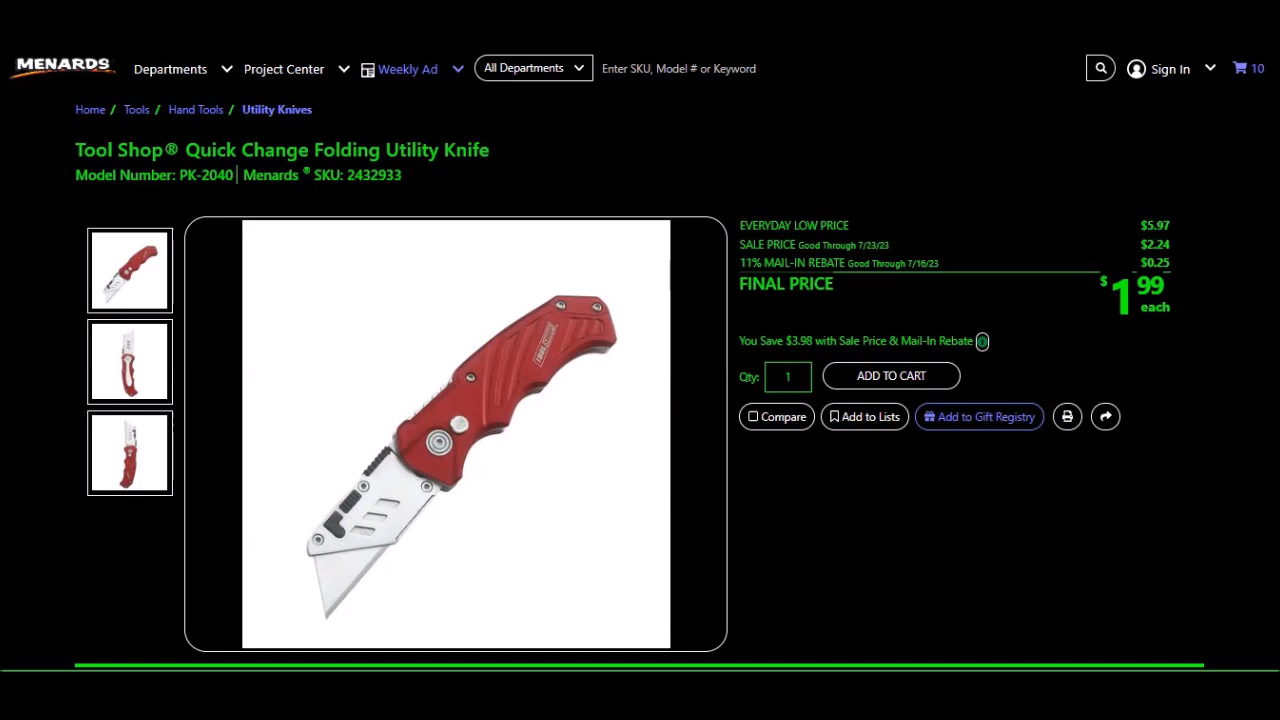 MENARDS Departments Project Center Weekly Ad All Departments Enter SKU, Model # or Keyword Sign In 10
Home / Tools / Hand Tools / Utility Knives
Tool Shop® Quick Change Folding Utility Knife
Model Number: PK-2040 | Menards ® SKU: 2432933
EVERYDAY LOW PRICE $5.97
SALE PRICE Good Through 7/23/23 $2.24
11% MAIL-IN REBATE Good Through 7/16/23 $0.25
FINAL PRICE $1 99
each
You Save $3.98 with Sale Price & Mail-In Rebate
Qty: 1 ADD TO CART
Compare Add to Lists Add to Gift Registry
TOOL SHOP